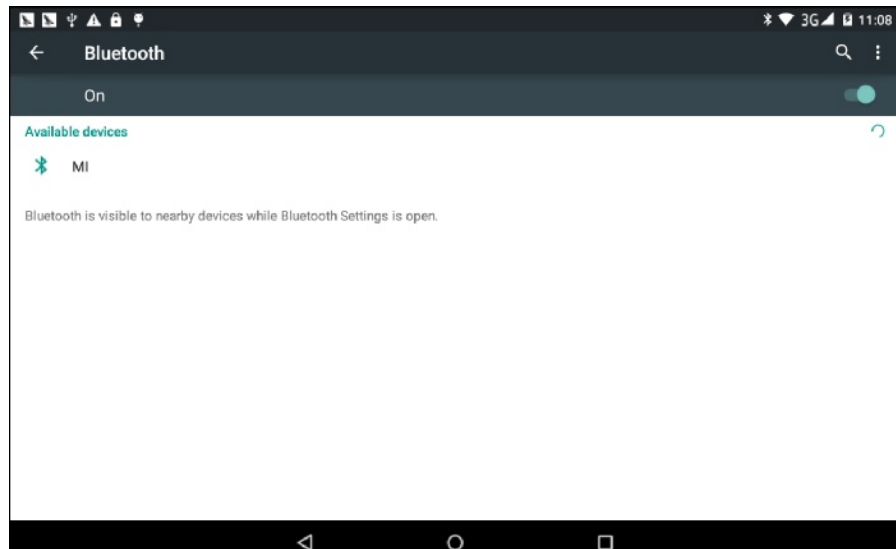 3G 11:08
Bluetooth
On
Available devices
MI
Bluetooth is visible to nearby devices while Bluetooth Settings is open.